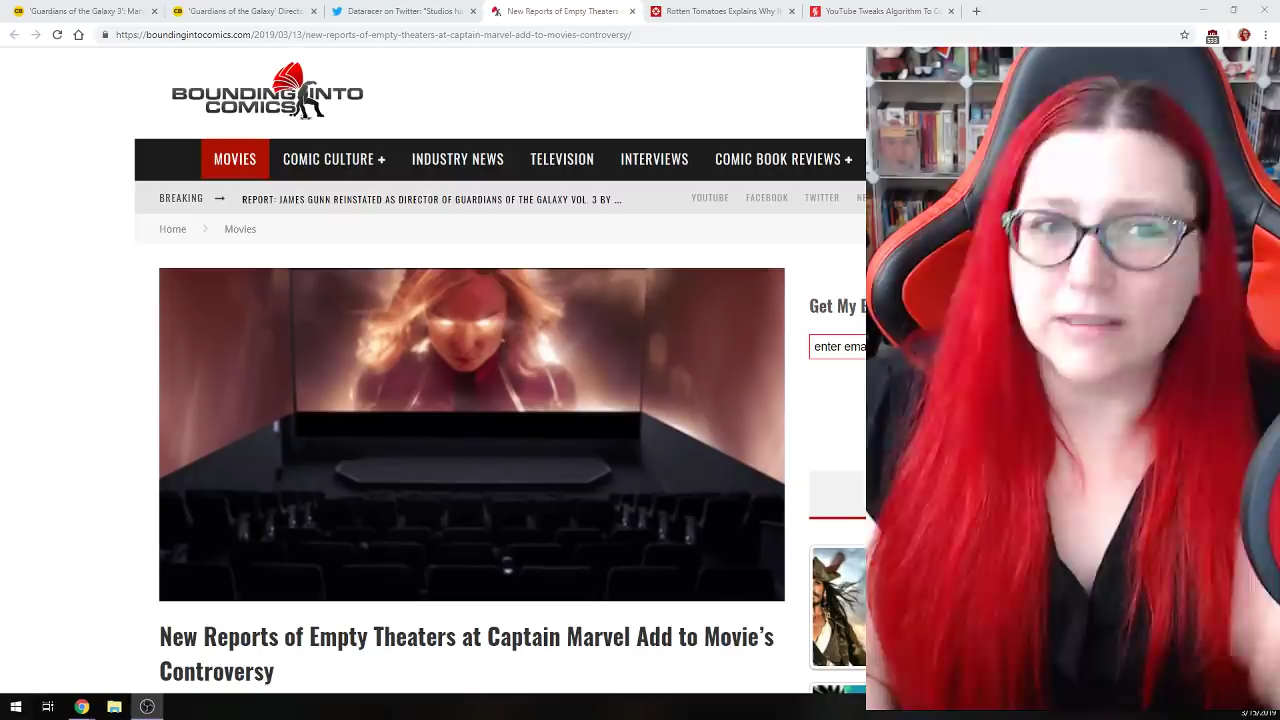 'Guardians of the Galaxy 3': Mar
'Guardians of the Galaxy' Directo
Dataracer on Twitter: "Studios ha
New Reports of Empty Theaters
Rotten Tomatoes Explains Why It
YouTube Tweaks Algorithm To C
https://boundingintocomics.com/2019/03/13/new-reports-of-empty-theaters-at-captain-marvel-add-to-movies-controversy/
BOUNDING INTO
COMICS
MOVIES COMIC CULTURE + INDUSTRY NEWS TELEVISION INTERVIEWS COMIC BOOK REVIEWS +
BREAKING → REPORT: JAMES GUNN REINSTATED AS DIRECTOR OF GUARDIANS OF THE GALAXY VOL. 3 BY ... YOUTUBE FACEBOOK TWITTER
Home > Movies
Get My
enter ema
New Reports of Empty Theaters at Captain Marvel Add to Movie's
Controversy
3/15/2019